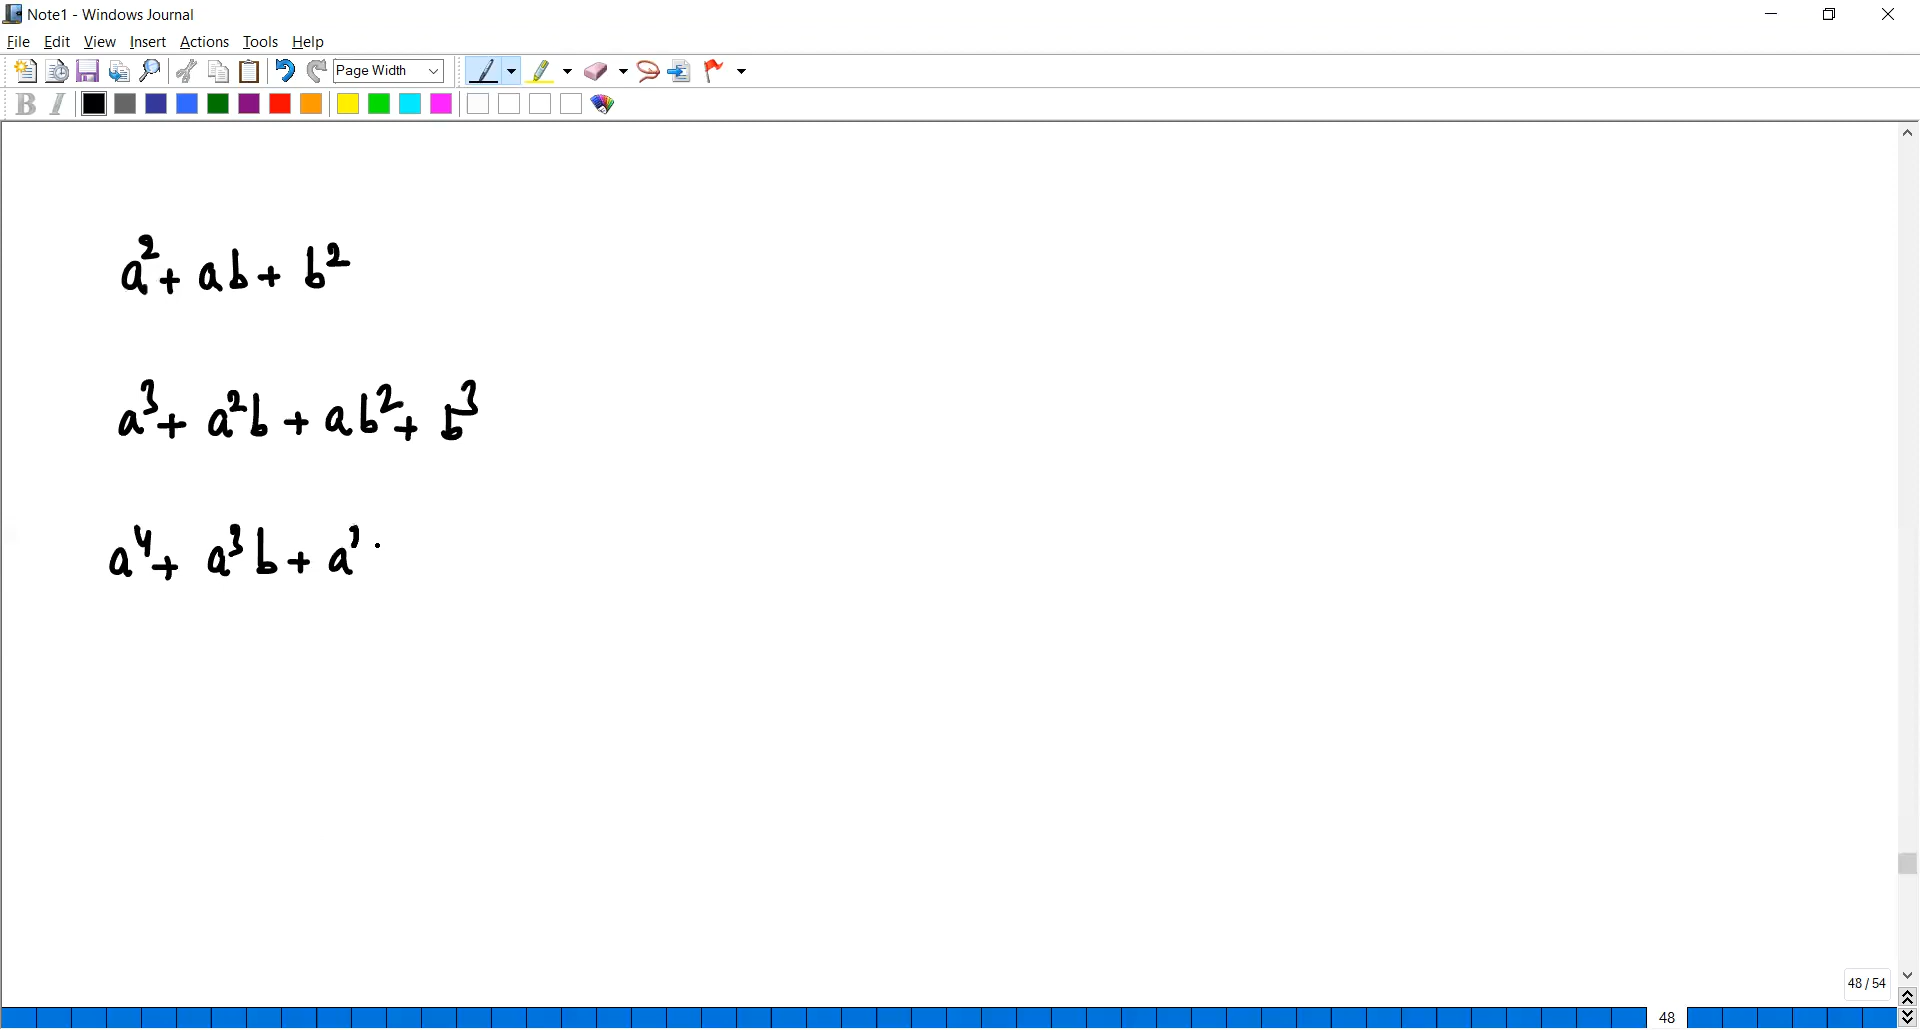 Note1 - Windows Journal
File Edit View Insert Actions Tools Help
Page Width
B I
a² + ab + b²
a³ + a²b + ab² + b³
a⁴ + a³b + a
48 / 54
48